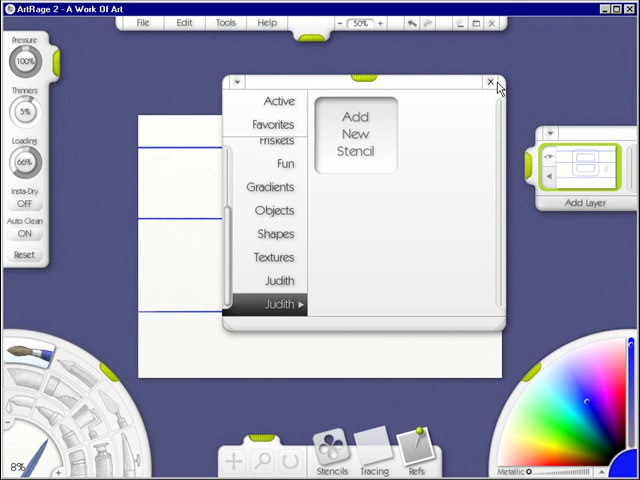 ArtRage 2 - A Work Of Art
File Edit Tools Help
− 50% +
Pressure
100%
Thinners
5%
Loading
66%
Insta-Dry
OFF
Auto Clean
ON
Reset
Active
Favorites
Friskets
Fun
Gradients
Objects
Shapes
Textures
Judith
Judith
Add
New
Stencil
Add Layer
8%
Stencils Tracing Refs
Metallic